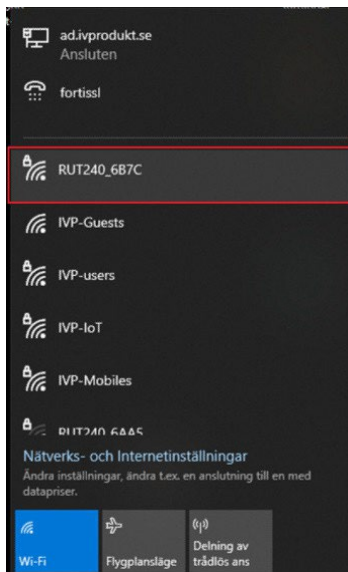 ad.ivprodukt.se
Ansluten
fortissl
RUT240_6B7C
IVP-Guests
IVP-users
IVP-IoT
IVP-Mobiles
RUT240_6AA5
Nätverks- och Internetinställningar
Ändra inställningar, ändra t.ex. en anslutning till en med
datapriser.
Wi-Fi
Flygplansläge
Delning av
trådlös ans